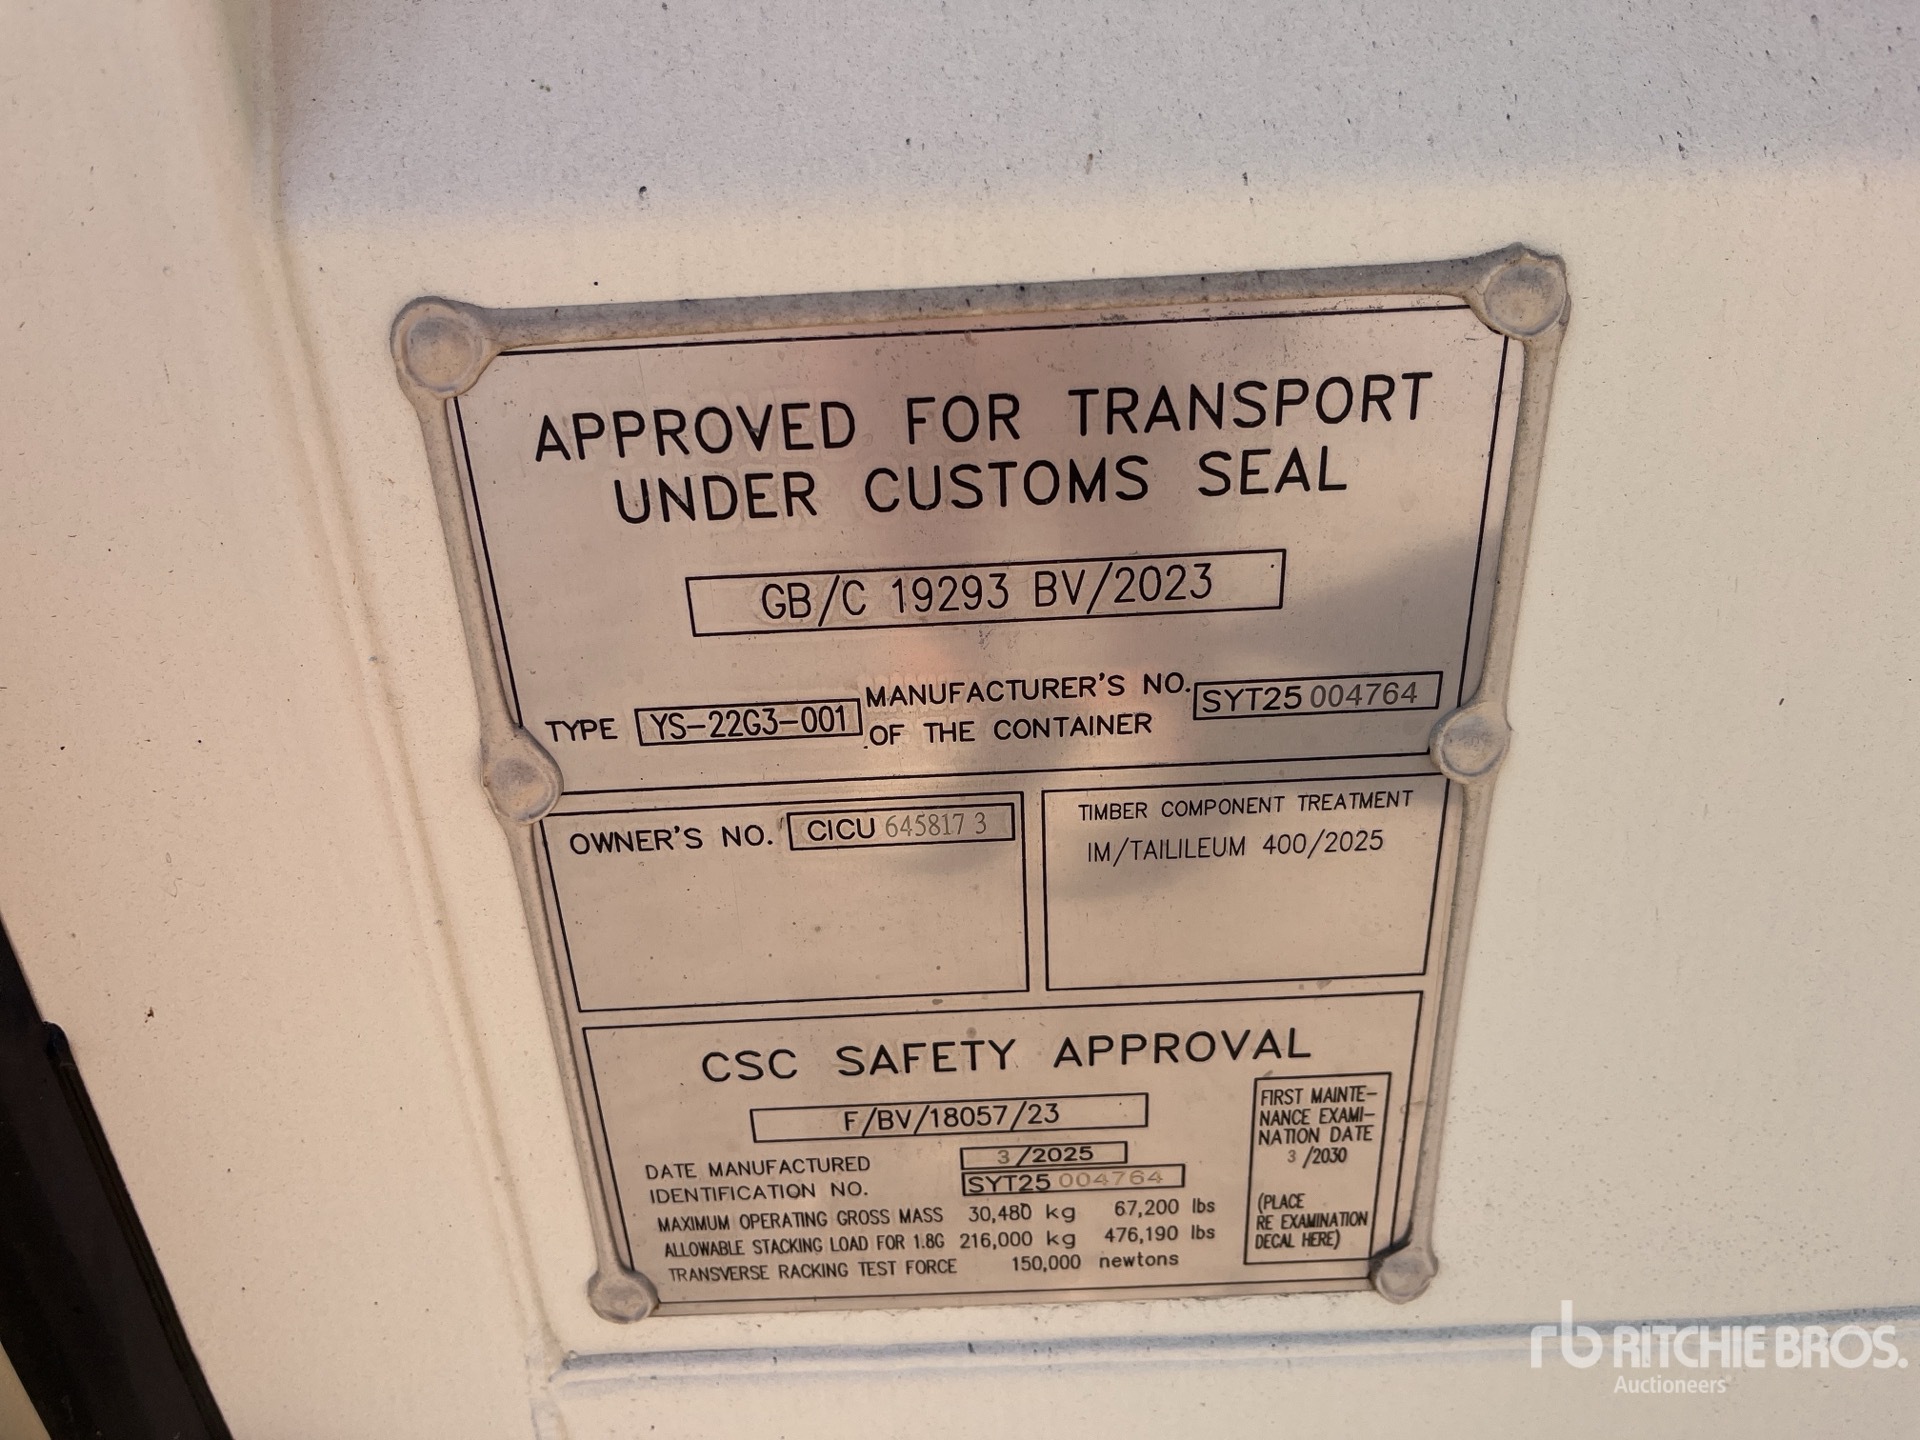 APPROVED FOR TRANSPORT
UNDER CUSTOMS SEAL
GB/C 19293 BV/2023
TYPE YS-22G3-001 MANUFACTURER'S NO. OF THE CONTAINER SYT25 004764
OWNER'S NO. CICU 645817 3
TIMBER COMPONENT TREATMENT
IM/TAILILEUM 400/2025
CSC SAFETY APPROVAL
F/BV/18057/23
DATE MANUFACTURED 3/2025
IDENTIFICATION NO. SYT25 004764
MAXIMUM OPERATING GROSS MASS 30,480 kg 67,200 lbs
ALLOWABLE STACKING LOAD FOR 1.8G 216,000 kg 476,190 lbs
TRANSVERSE RACKING TEST FORCE 150,000 newtons
FIRST MAINTE-
NANCE EXAMI-
NATION DATE
3 /2030
(PLACE
RE EXAMINATION
DECAL HERE)
rb RITCHIE BROS.
Auctioneers